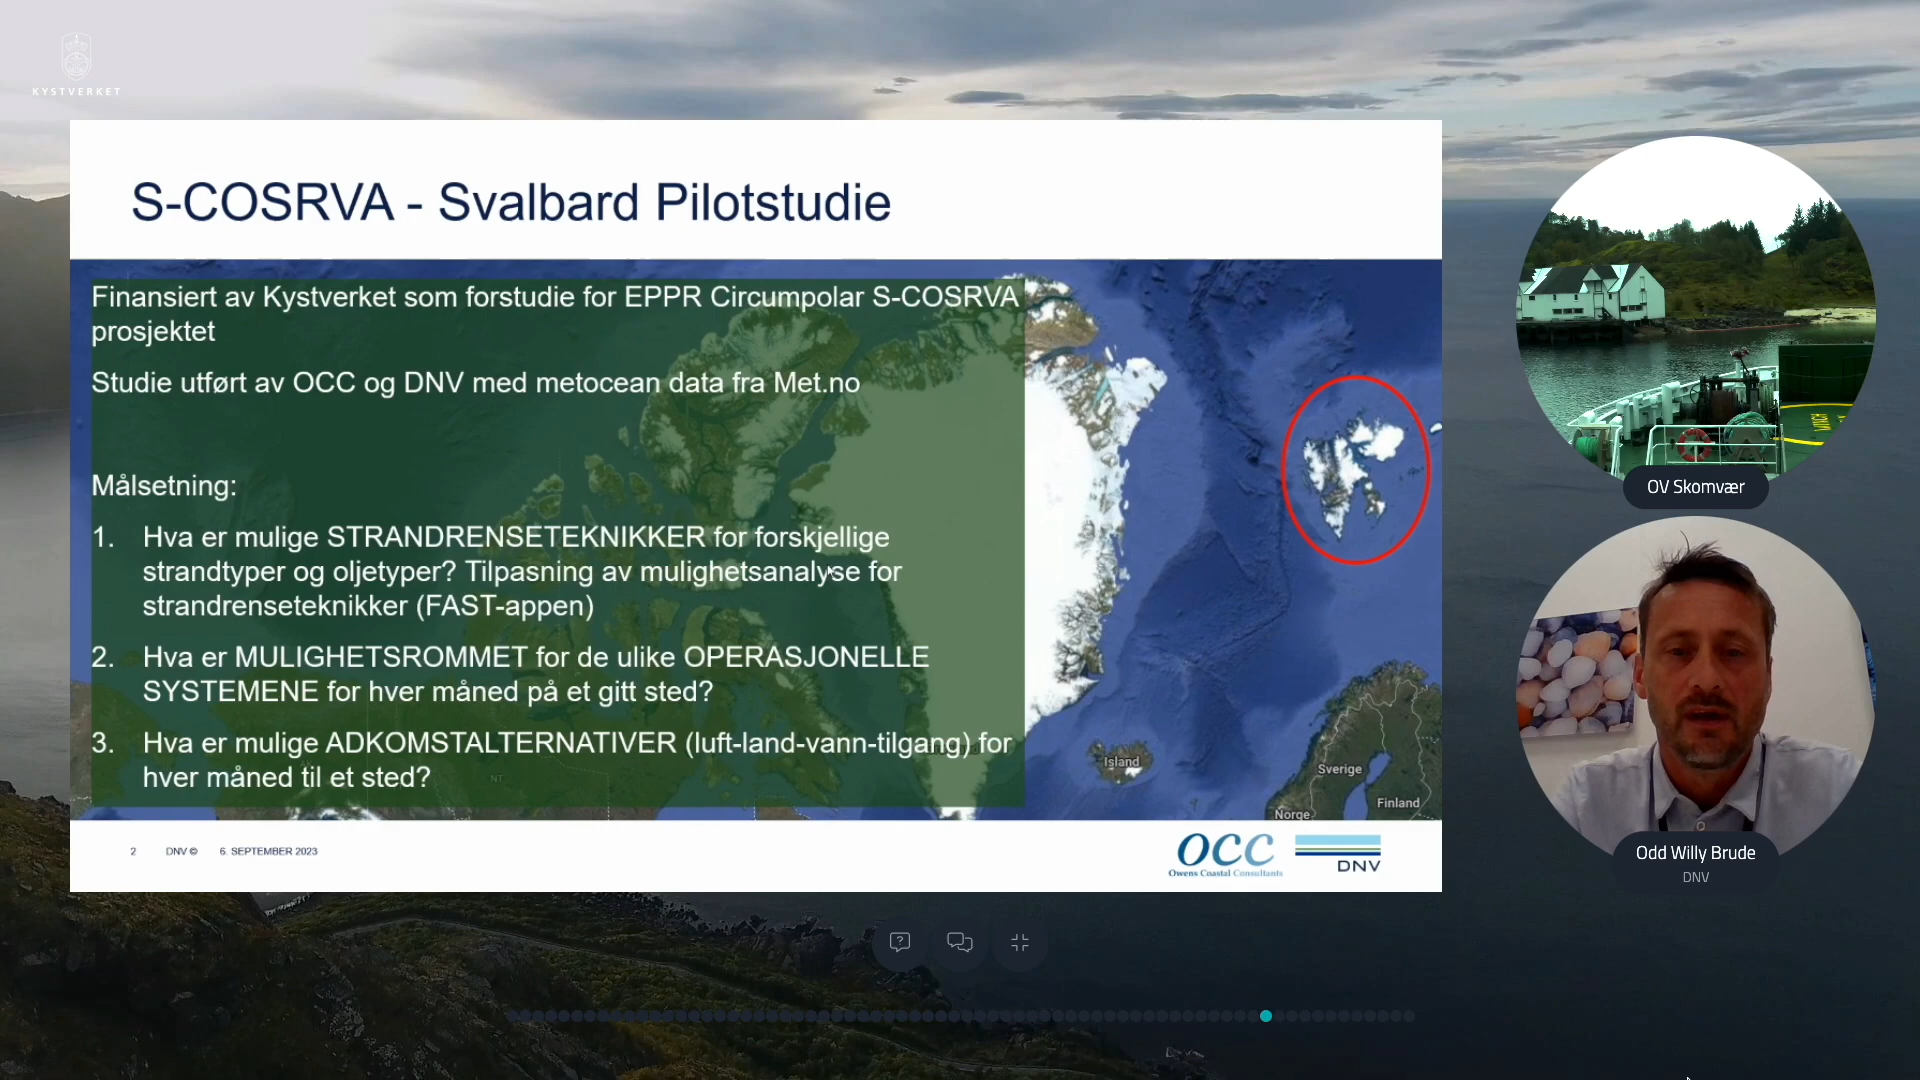 KYSTVERKET
S-COSRVA - Svalbard Pilotstudie
Finansiert av Kystverket som forstudie for EPPR Circumpolar S-COSRVA
prosjektet
Studie utført av OCC og DNV med metocean data fra Met.no
Målsetning:
1. Hva er mulige STRANDRENSETEKNIKKER for forskjellige
strandtyper og oljetyper? Tilpasning av mulighetsanalyse for
strandrenseteknikker (FAST-appen)
2. Hva er MULIGHETSROMMET for de ulike OPERASJONELLE
SYSTEMENE for hver måned på et gitt sted?
3. Hva er mulige ADKOMSTALTERNATIVER (luft-land-vann-tilgang) for
hver måned til et sted?
NT
Island
Sverige
Finland
Norge
2 DNV © 6. SEPTEMBER 2023
OCC
Owens Coastal Consultants
DNV
OV Skomvær
Odd Willy Brude
DNV